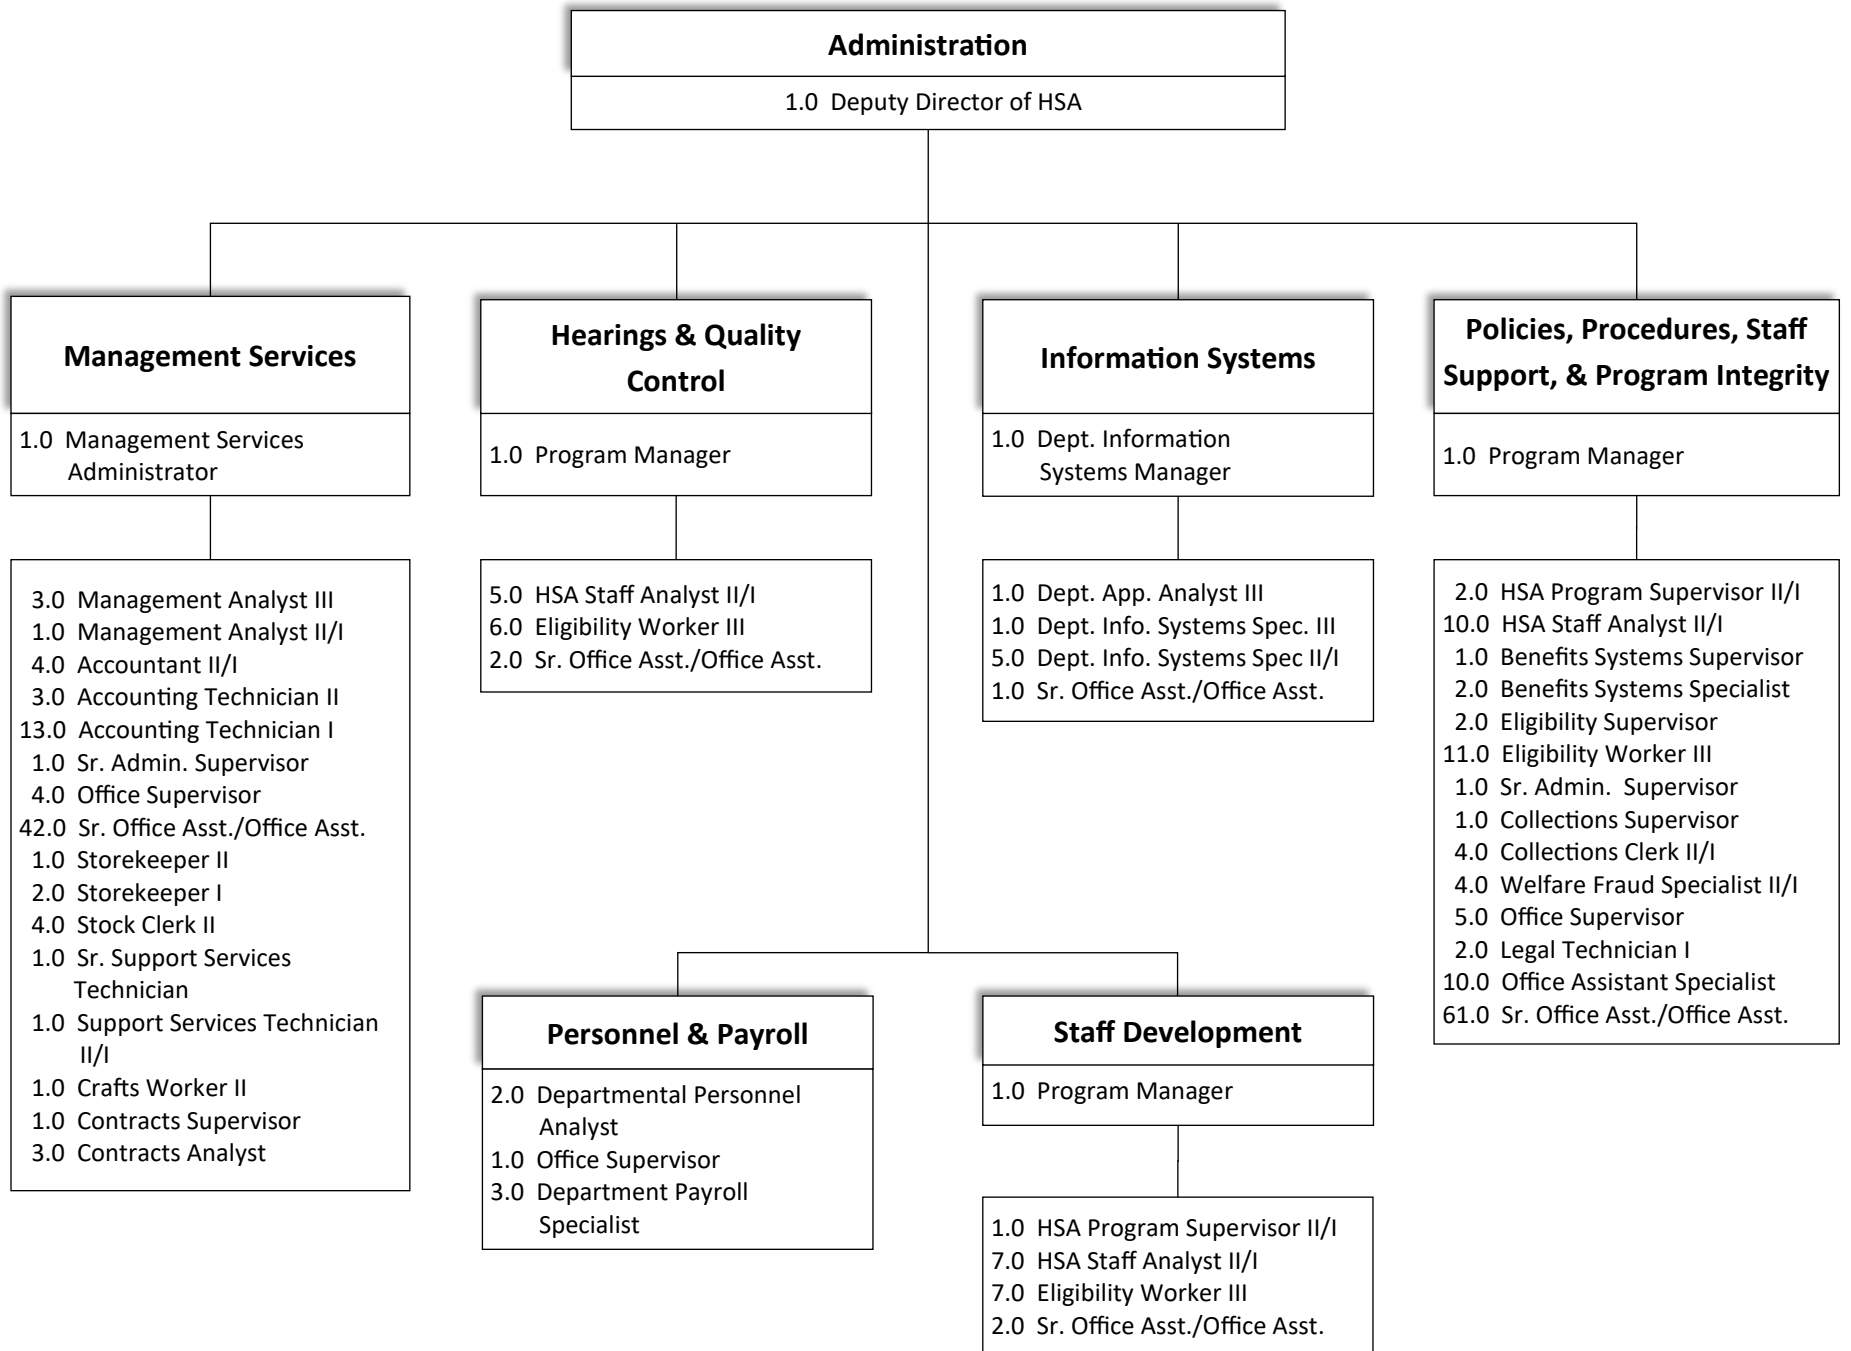 Administration
1.0 Deputy Director of HSA
Management Services
1.0 Management Services
Administrator
3.0 Management Analyst III
1.0 Management Analyst II/I
4.0 Accountant II/I
3.0 Accounting Technician II
13.0 Accounting Technician I
1.0 Sr. Admin. Supervisor
4.0 Office Supervisor
42.0 Sr. Office Asst./Office Asst.
1.0 Storekeeper II
2.0 Storekeeper I
4.0 Stock Clerk II
1.0 Sr. Support Services
Technician
1.0 Support Services Technician
II/I
1.0 Crafts Worker II
1.0 Contracts Supervisor
3.0 Contracts Analyst
Hearings & Quality
Control
1.0 Program Manager
5.0 HSA Staff Analyst II/I
6.0 Eligibility Worker III
2.0 Sr. Office Asst./Office Asst.
Information Systems
1.0 Dept. Information
Systems Manager
1.0 Dept. App. Analyst III
1.0 Dept. Info. Systems Spec. III
5.0 Dept. Info. Systems Spec II/I
1.0 Sr. Office Asst./Office Asst.
Policies, Procedures, Staff
Support, & Program Integrity
1.0 Program Manager
2.0 HSA Program Supervisor II/I
10.0 HSA Staff Analyst II/I
1.0 Benefits Systems Supervisor
2.0 Benefits Systems Specialist
2.0 Eligibility Supervisor
11.0 Eligibility Worker III
1.0 Sr. Admin. Supervisor
1.0 Collections Supervisor
4.0 Collections Clerk II/I
4.0 Welfare Fraud Specialist II/I
5.0 Office Supervisor
2.0 Legal Technician I
10.0 Office Assistant Specialist
61.0 Sr. Office Asst./Office Asst.
Personnel & Payroll
2.0 Departmental Personnel
Analyst
1.0 Office Supervisor
3.0 Department Payroll
Specialist
Staff Development
1.0 Program Manager
1.0 HSA Program Supervisor II/I
7.0 HSA Staff Analyst II/I
7.0 Eligibility Worker III
2.0 Sr. Office Asst./Office Asst.